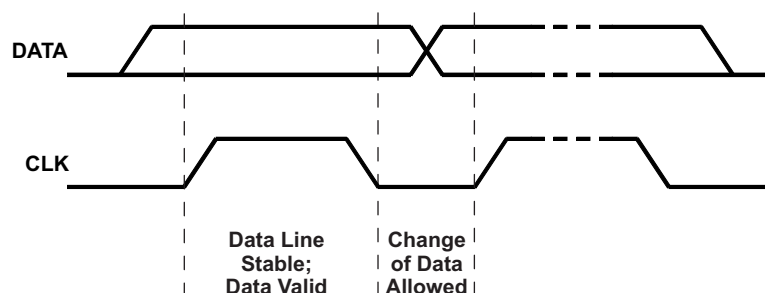 DATA
CLK
Data Line
Stable;
Data Valid
Change
of Data
Allowed